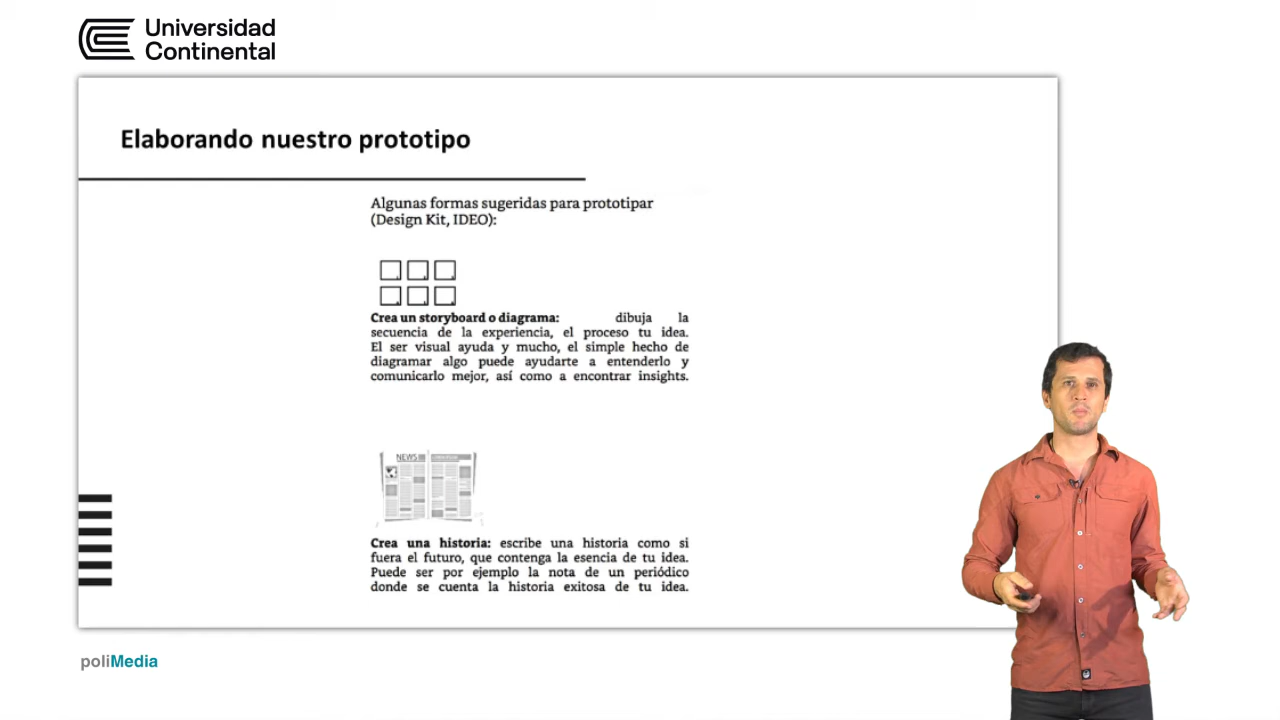 Universidad
Continental
Elaborando nuestro prototipo
Algunas formas sugeridas para prototipar
(Design Kit, IDEO):
Crea un storyboard o diagrama: dibuja la
secuencia de la experiencia, el proceso tu idea.
El ser visual ayuda y mucho, el simple hecho de
diagramar algo puede ayudarte a entenderlo y
comunicarlo mejor, así como a encontrar insights.
NEWS
Crea una historia: escribe una historia como si
fuera el futuro, que contenga la esencia de tu idea.
Puede ser por ejemplo la nota de un periódico
donde se cuenta la historia exitosa de tu idea.
poliMedia